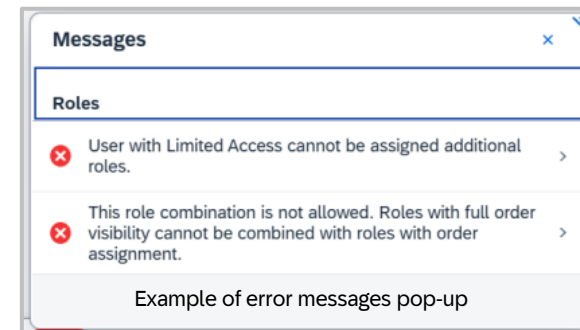 Messages
Roles
User with Limited Access cannot be assigned additional
roles.
This role combination is not allowed. Roles with full order
visibility cannot be combined with roles with order
assignment.
Example of error messages pop-up